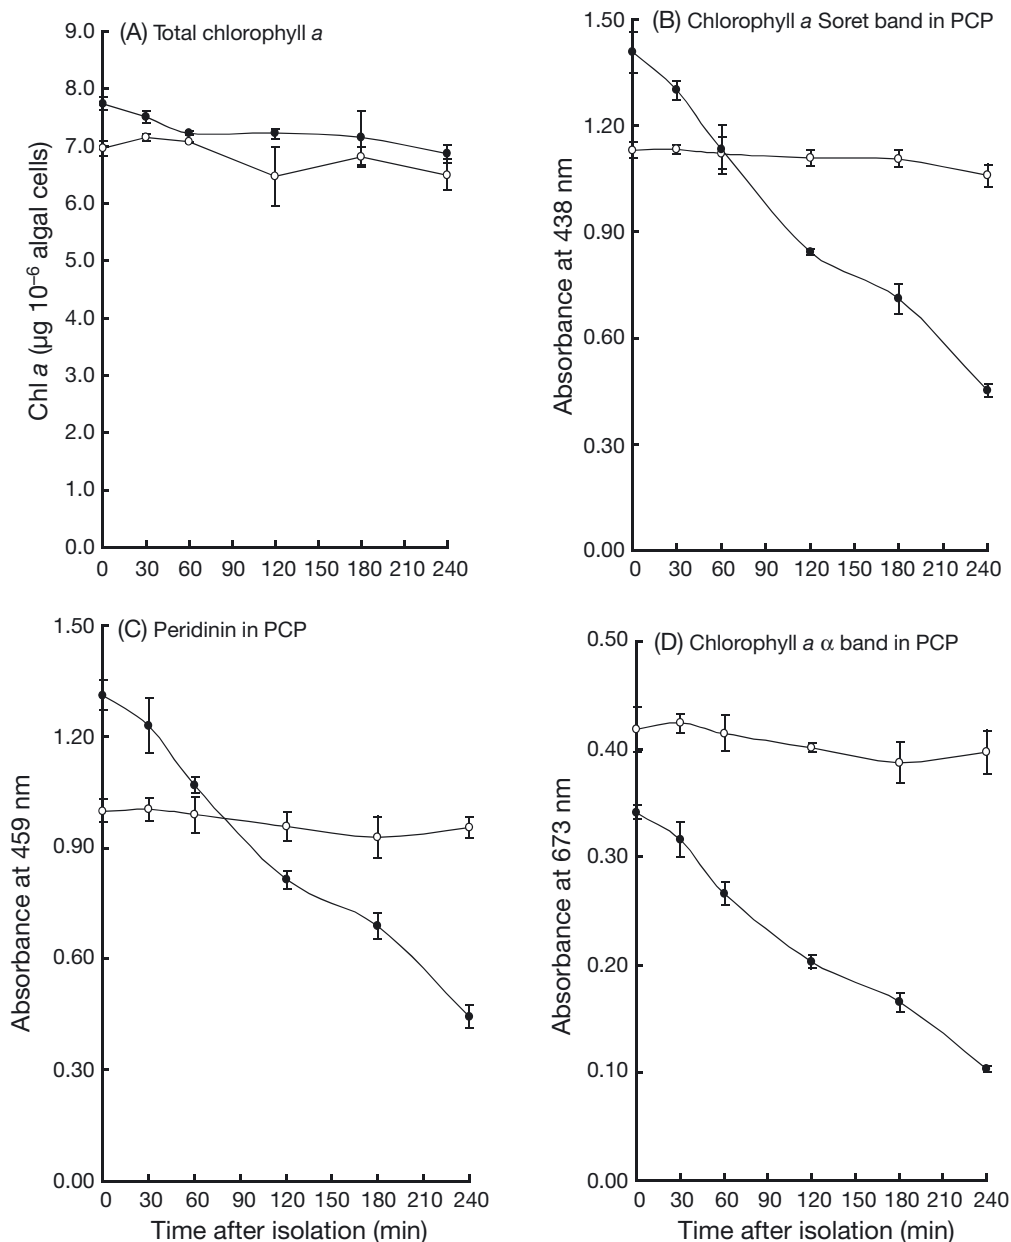 (A) Total chlorophyll a
9.0
8.0
7.0
6.0
5.0
4.0
3.0
2.0
1.0
0.0
Chl a (µg 10⁻⁶ algal cells)
0 30 60 90 120 150 180 210 240
(B) Chlorophyll a Soret band in PCP
1.50
1.20
0.90
0.60
0.30
0.00
Absorbance at 438 nm
0 30 60 90 120 150 180 210 240
(C) Peridinin in PCP
1.50
1.20
0.90
0.60
0.30
0.00
Absorbance at 459 nm
0 30 60 90 120 150 180 210 240
Time after isolation (min)
(D) Chlorophyll a α band in PCP
0.50
0.40
0.30
0.20
0.10
0.00
Absorbance at 673 nm
0 30 60 90 120 150 180 210 240
Time after isolation (min)